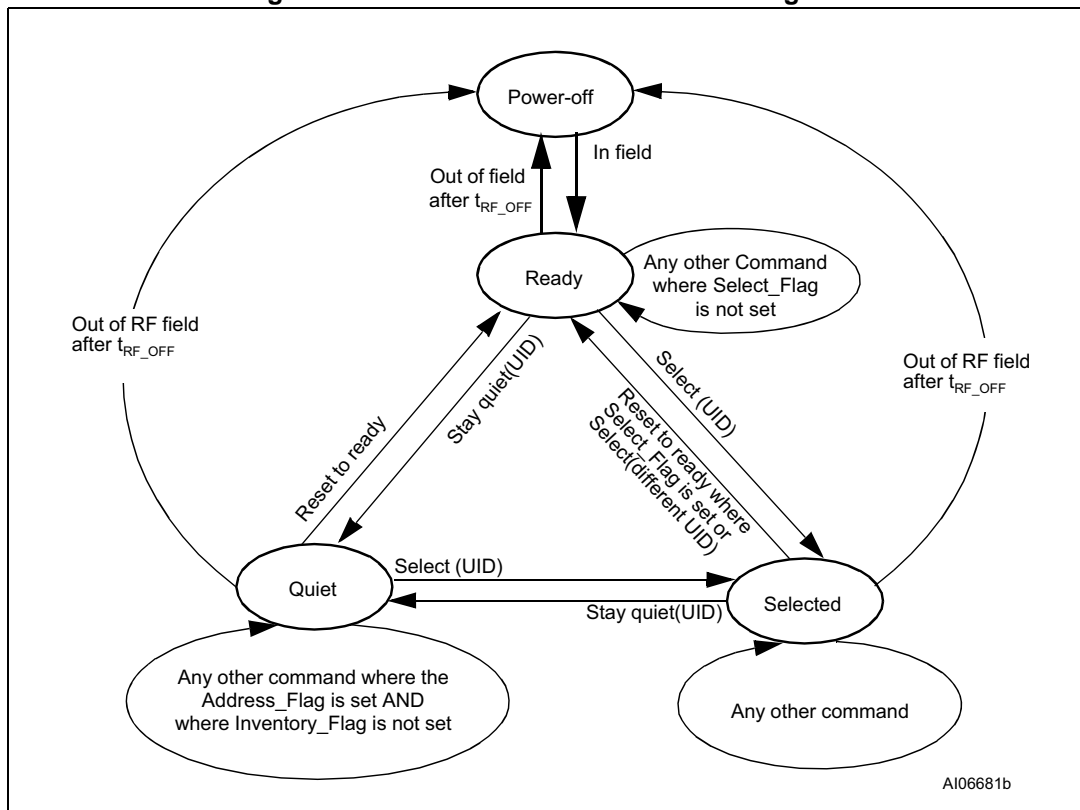 Power-off
In field
Out of field
after tRF_OFF
Ready
Any other Command
where Select_Flag
is not set
Out of RF field
after tRF_OFF
Out of RF field
after tRF_OFF
Reset to ready
Stay quiet(UID)
Select (UID)
Reset to ready where
Select_Flag is set or
Select(different UID)
Quiet
Select (UID)
Stay quiet(UID)
Selected
Any other command where the
Address_Flag is set AND
where Inventory_Flag is not set
Any other command
AI06681b